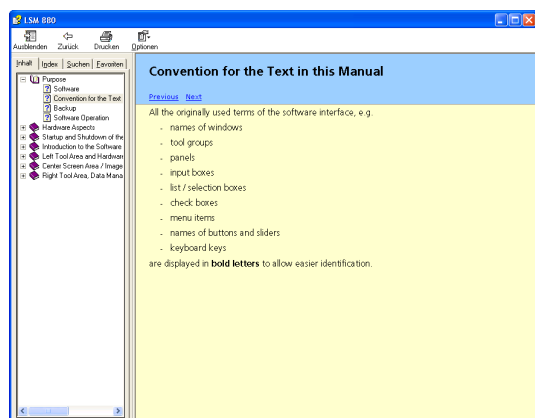 LSM 880
Ausblenden Zurück Drucken Optionen
Inhalt Index Suchen Favoriten
Purpose
Software
Convention for the Text
Backup
Software Operation
Hardware Aspects
Startup and Shutdown of the
Introduction to the Software
Left Tool Area and Hardwar
Center Screen Area / Image
Right Tool Area, Data Mana
Convention for the Text in this Manual
Previous Next
All the originally used terms of the software interface, e.g.
- names of windows
- tool groups
- panels
- input boxes
- list / selection boxes
- check boxes
- menu items
- names of buttons and sliders
- keyboard keys
are displayed in bold letters to allow easier identification.